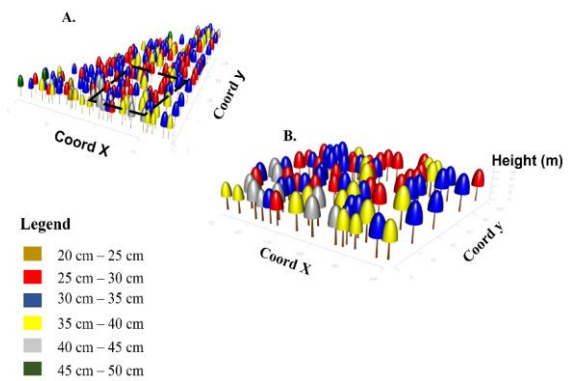 A.
Coord X
Coord y
B.
Height (m)
Coord X
Coord y
Legend
20 cm – 25 cm
25 cm – 30 cm
30 cm – 35 cm
35 cm – 40 cm
40 cm – 45 cm
45 cm – 50 cm